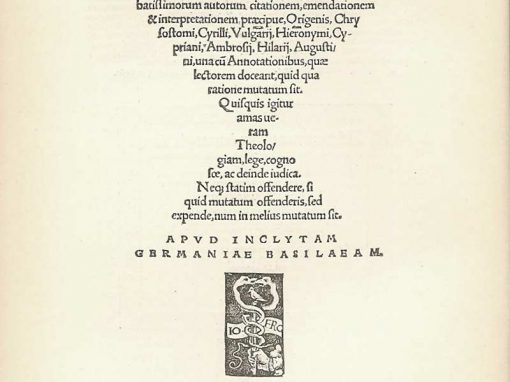 batissimorum autorum citationem, emendationem
& interpretationem, præcipue, Origenis, Chry
sostomi, Cyrilli, Vulgarij, Hieronymi, Cy-
priani, Ambrosij, Hilarij, Augusti/
ni, una cũ Annotationibus, quæ
lectorem doceant, quid qua
ratione mutatum sit.
Quisquis igitur
amas ue-
ram
Theolo/
giam, lege, cogno
sce, ac deinde iudica.
Neq; statim offendere, si
quid mutatum offenderis, sed
expende, num in melius mutatum sit.
APVD INCLYTAM
GERMANIAE BASILAEAM.
IO FRO